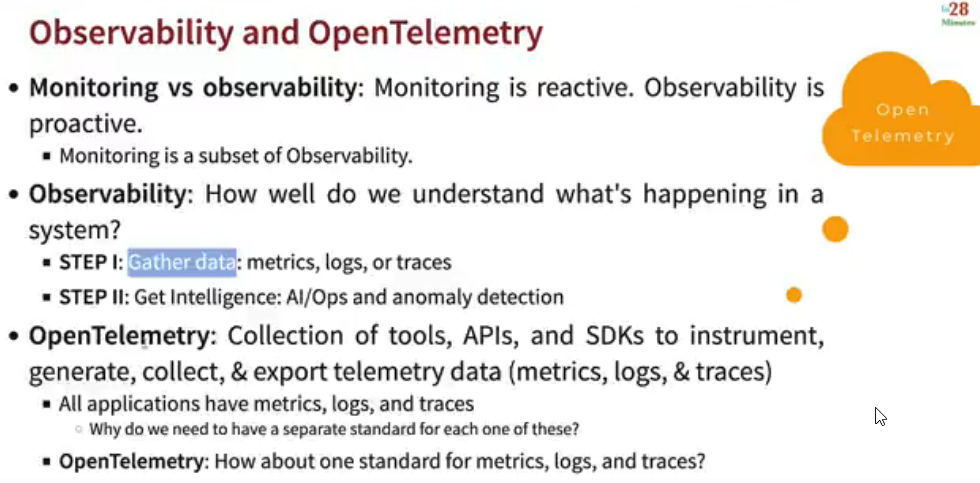 in28
Minutes
Observability and OpenTelemetry
• Monitoring vs observability: Monitoring is reactive. Observability is
proactive.
▪ Monitoring is a subset of Observability.
Open
Telemetry
• Observability: How well do we understand what's happening in a
system?
▪ STEP I: Gather data: metrics, logs, or traces
▪ STEP II: Get Intelligence: AI/Ops and anomaly detection
• OpenTelemetry: Collection of tools, APIs, and SDKs to instrument,
generate, collect, & export telemetry data (metrics, logs, & traces)
▪ All applications have metrics, logs, and traces
○ Why do we need to have a separate standard for each one of these?
▪ OpenTelemetry: How about one standard for metrics, logs, and traces?